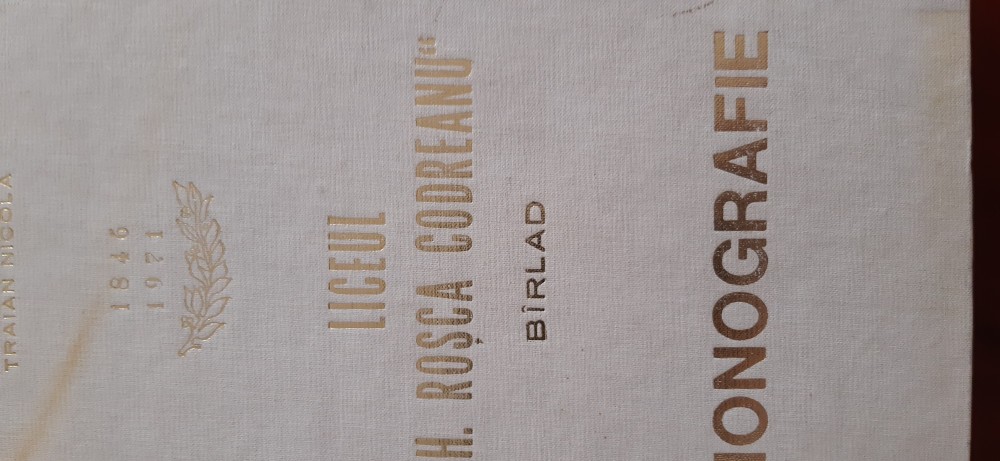 TRAIAN NICOLA
1846
1971
LICEUL
H. ROȘCA CODREANU"
BÎRLAD
ONOGRAFIE